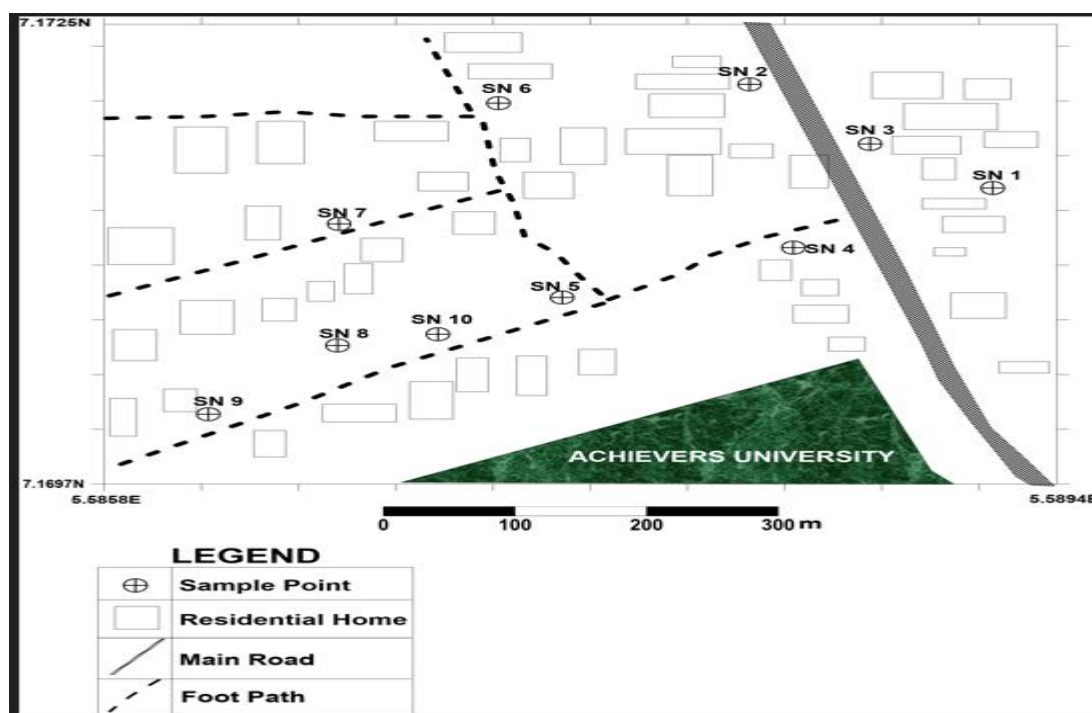 7.1725N
SN 2
SN 6
SN 3
SN 1
SN 7
SN 4
SN 5
SN 10
SN 8
SN 9
ACHIEVERS UNIVERSITY
7.1697N
5.5858E
5.5894E
0 100 200 300 m
LEGEND
Sample Point
Residential Home
Main Road
Foot Path